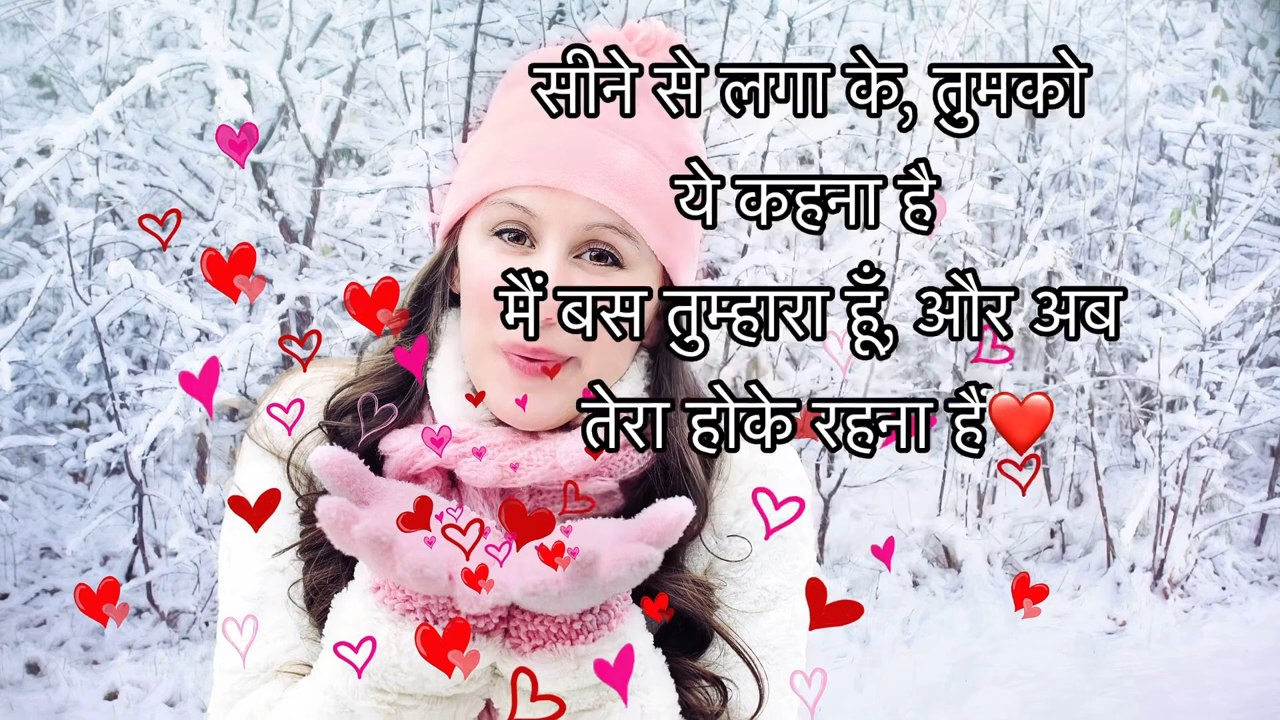 सीने से लगा के, तुमको
ये कहना है
मैं बस तुम्हारा हूँ, और अब
तेरा होके रहना हैं❤️